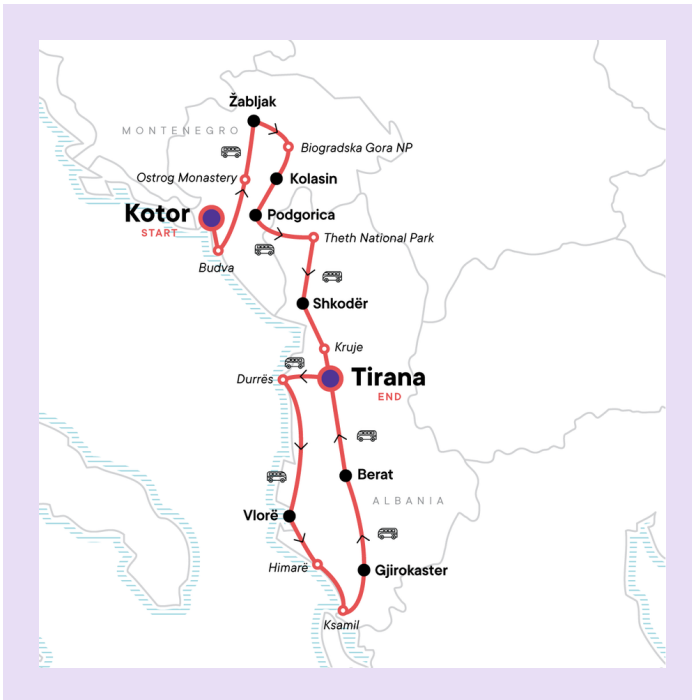 Žabljak
MONTENEGRO
Biogradska Gora NP
Ostrog Monastery
Kolasin
Kotor
START
Podgorica
Theth National Park
Budva
Shkodër
Kruje
Durrës
Tirana
END
Berat
ALBANIA
Vlorë
Himarë
Gjirokaster
Ksamil